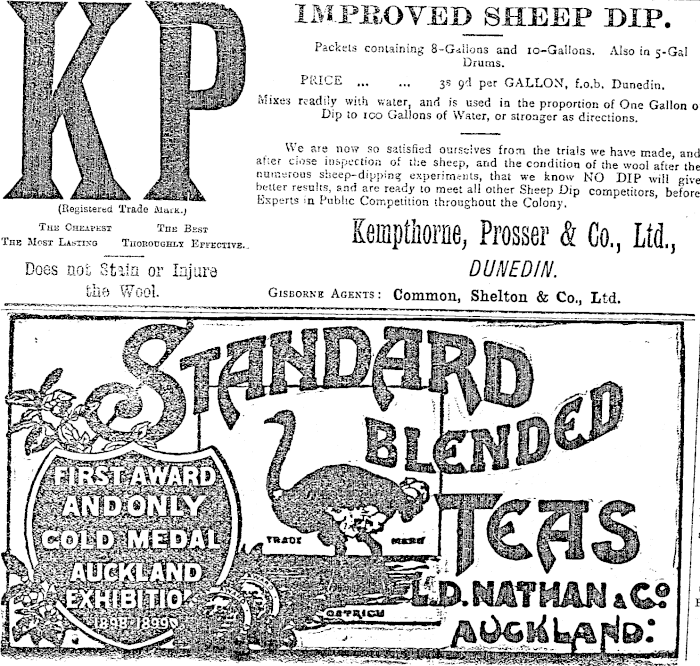 KP
(Registered Trade Mark.)
The Cheapest The Best
The Most Lasting Thoroughly Effective.
Does not Stain or Injure
the Wool.
IMPROVED SHEEP DIP.
Packets containing 8-Gallons and 10-Gallons. Also in 5-Gal
Drums.
PRICE ... ... 3s 9d per GALLON, f.o.b. Dunedin.
Mixes readily with water, and is used in the proportion of One Gallon o
Dip to 100 Gallons of Water, or stronger as directions.
We are now so satisfied ourselves from the trials we have made, and
after close inspection of the sheep, and the condition of the wool after the
numerous sheep-dipping experiments, that we know NO DIP will give
better results, and are ready to meet all other Sheep Dip competitors, before
Experts in Public Competition throughout the Colony.
Kempthorne, Prosser & Co., Ltd.,
DUNEDIN.
Gisborne Agents: Common, Shelton & Co., Ltd.
STANDARD
BLENDED
TEAS
FIRST AWARD
AND ONLY
GOLD MEDAL
AUCKLAND
EXHIBITION
1898-1899
TRADE MARK
OSTRICH
L.D. NATHAN & Co
AUCKLAND: